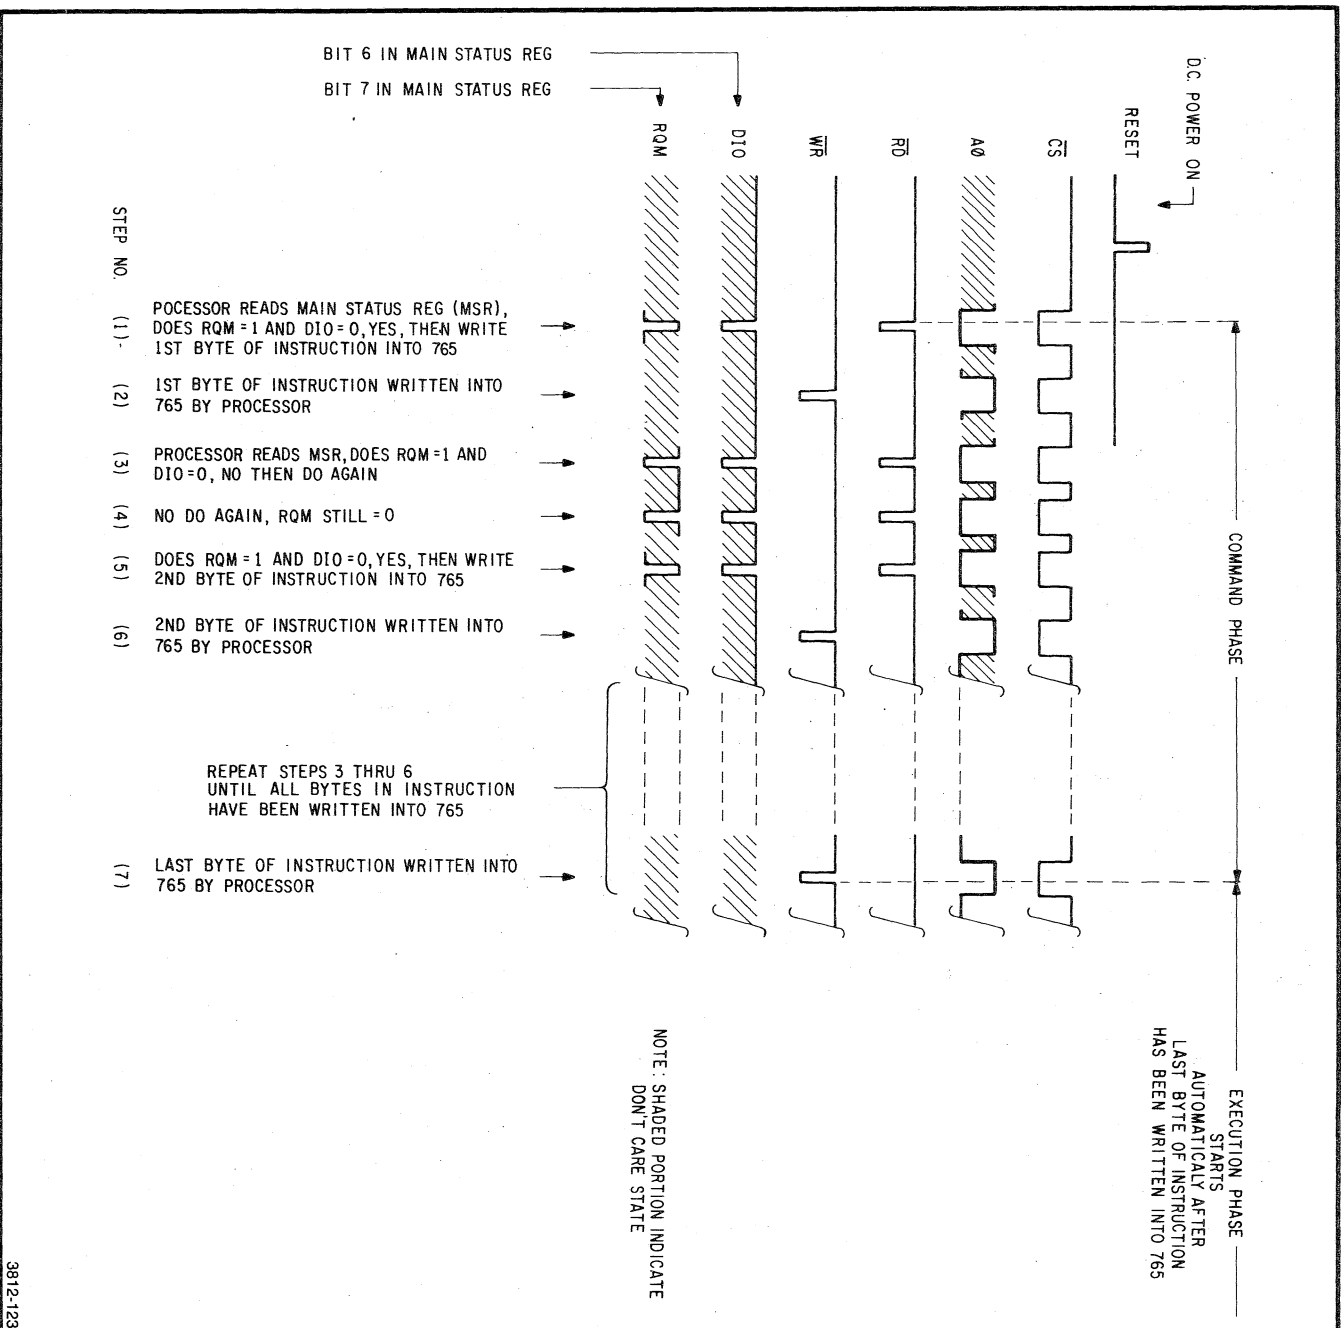 BIT 6 IN MAIN STATUS REG
BIT 7 IN MAIN STATUS REG
D.C. POWER ON
RESET
CS
AØ
RD
WR
DIO
RQM
STEP NO.
(1)-
POCESSOR READS MAIN STATUS REG (MSR),
DOES RQM=1 AND DIO=0, YES, THEN WRITE
1ST BYTE OF INSTRUCTION INTO 765
(2)
1ST BYTE OF INSTRUCTION WRITTEN INTO
765 BY PROCESSOR
(3)
PROCESSOR READS MSR, DOES RQM=1 AND
DIO=0, NO THEN DO AGAIN
(4)
NO DO AGAIN, RQM STILL = 0
(5)
DOES RQM=1 AND DIO=0, YES, THEN WRITE
2ND BYTE OF INSTRUCTION INTO 765
(6)
2ND BYTE OF INSTRUCTION WRITTEN INTO
765 BY PROCESSOR
REPEAT STEPS 3 THRU 6
UNTIL ALL BYTES IN INSTRUCTION
HAVE BEEN WRITTEN INTO 765
(7)
LAST BYTE OF INSTRUCTION WRITTEN INTO
765 BY PROCESSOR
COMMAND PHASE
EXECUTION PHASE
STARTS
AUTOMATICALY AFTER
LAST BYTE OF INSTRUCTION
HAS BEEN WRITTEN INTO 765
NOTE: SHADED PORTION INDICATE
DON'T CARE STATE
3812-123